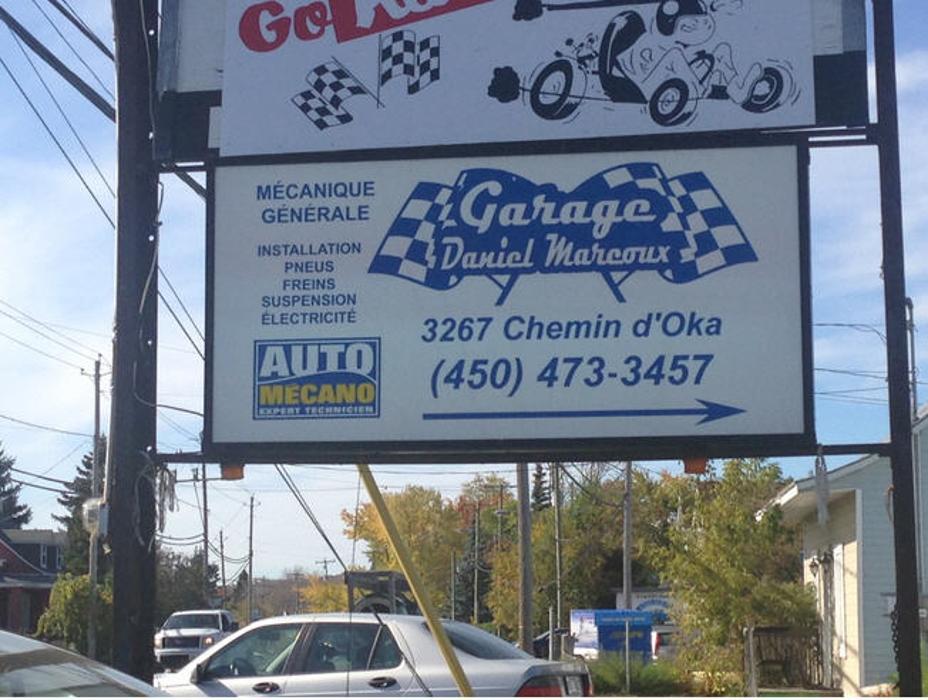 MÉCANIQUE
GÉNÉRALE
INSTALLATION
PNEUS
FREINS
SUSPENSION
ÉLECTRICITÉ
AUTO
MÉCANO
EXPERT TECHNICIEN
Garage
Daniel Marcoux
3267 Chemin d'Oka
(450) 473-3457